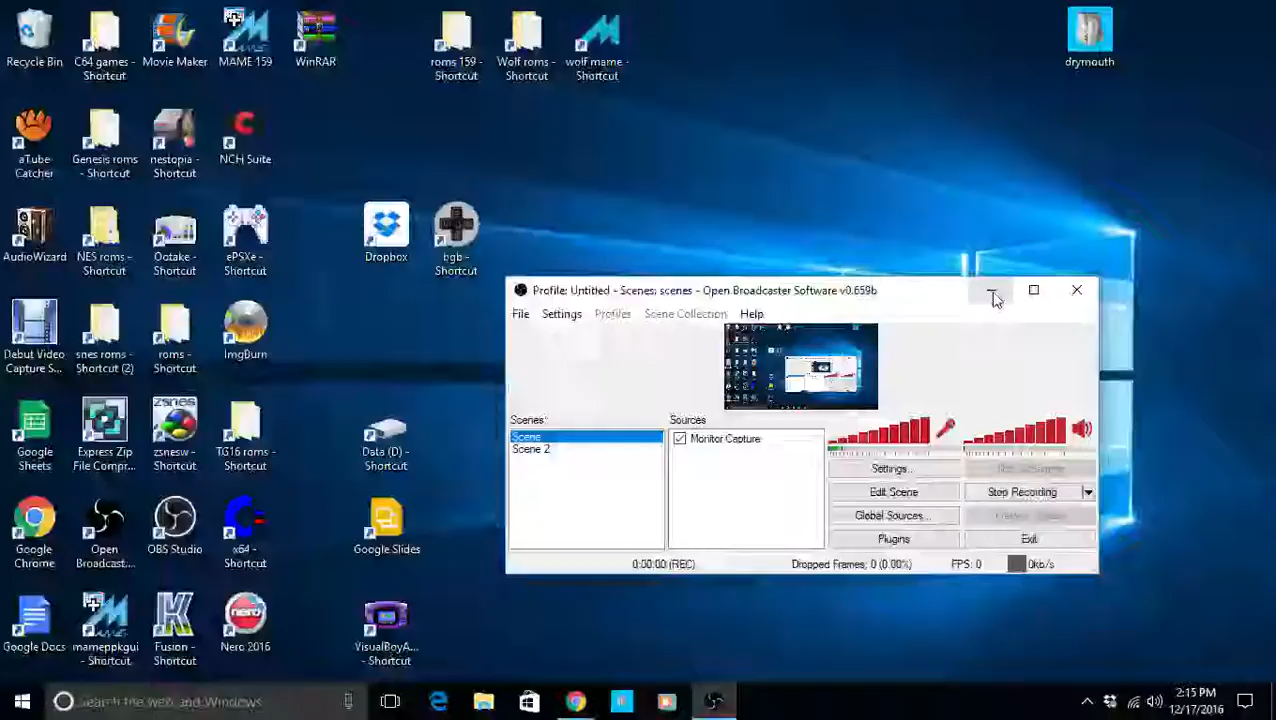 Recycle Bin
C64 games - Shortcut
Movie Maker
MAME 159
WinRAR
roms 159 - Shortcut
Wolf roms - Shortcut
wolf mame - Shortcut
drymouth
aTube Catcher
Genesis roms - Shortcut
nestopia - Shortcut
NCH Suite
AudioWizard
NES roms - Shortcut
Ootake - Shortcut
ePSXe - Shortcut
Dropbox
bgb - Shortcut
Profile: Untitled - Scenes: scenes - Open Broadcaster Software v0.659b
File Settings Profiles Scene Collection Help
Debut Video Capture S...
snes roms - Shortcut (2)
roms - Shortcut
ImgBurn
Scenes:
Sources
Scene
Scene 2
Monitor Capture
Settings...
Edit Scene
Stop Recording
Global Sources...
Plugins
Exit
0:00:00 (REC)
Dropped Frames: 0 (0.00%)
FPS: 0
0kb/s
Google Sheets
Express Zip File Compr...
zsnes
zsnesw - Shortcut
TG16 roms - Shortcut
Data (D) - Shortcut
Google Chrome
Open Broadcast...
OBS Studio
x64 - Shortcut
Google Slides
Google Docs
mameppkgui - Shortcut
Fusion - Shortcut
nero
Nero 2016
VisualBoyA... - Shortcut
Search the web and Windows
2:15 PM
12/17/2016